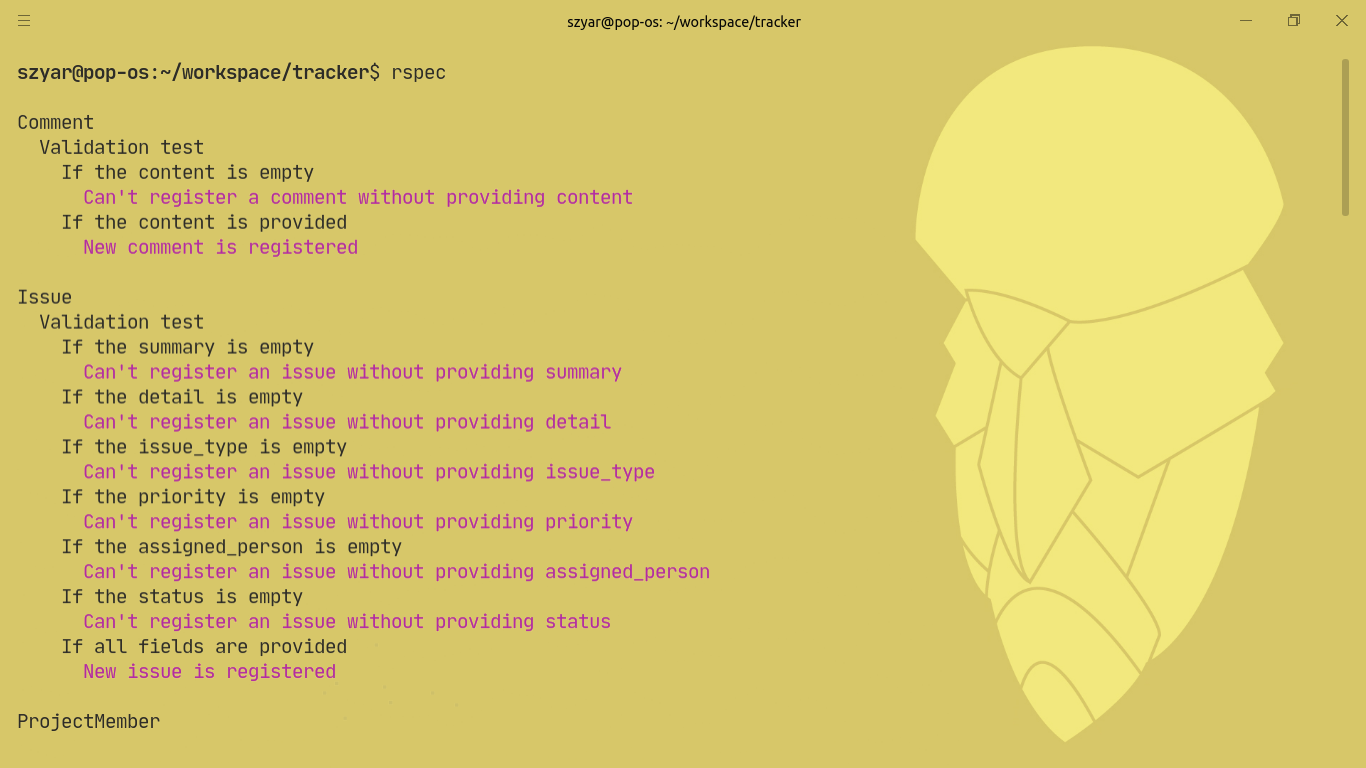 szyar@pop-os: ~/workspace/tracker
szyar@pop-os:~/workspace/tracker$ rspec
Comment
Validation test
If the content is empty
Can't register a comment without providing content
If the content is provided
New comment is registered
Issue
Validation test
If the summary is empty
Can't register an issue without providing summary
If the detail is empty
Can't register an issue without providing detail
If the issue_type is empty
Can't register an issue without providing issue_type
If the priority is empty
Can't register an issue without providing priority
If the assigned_person is empty
Can't register an issue without providing assigned_person
If the status is empty
Can't register an issue without providing status
If all fields are provided
New issue is registered
ProjectMember